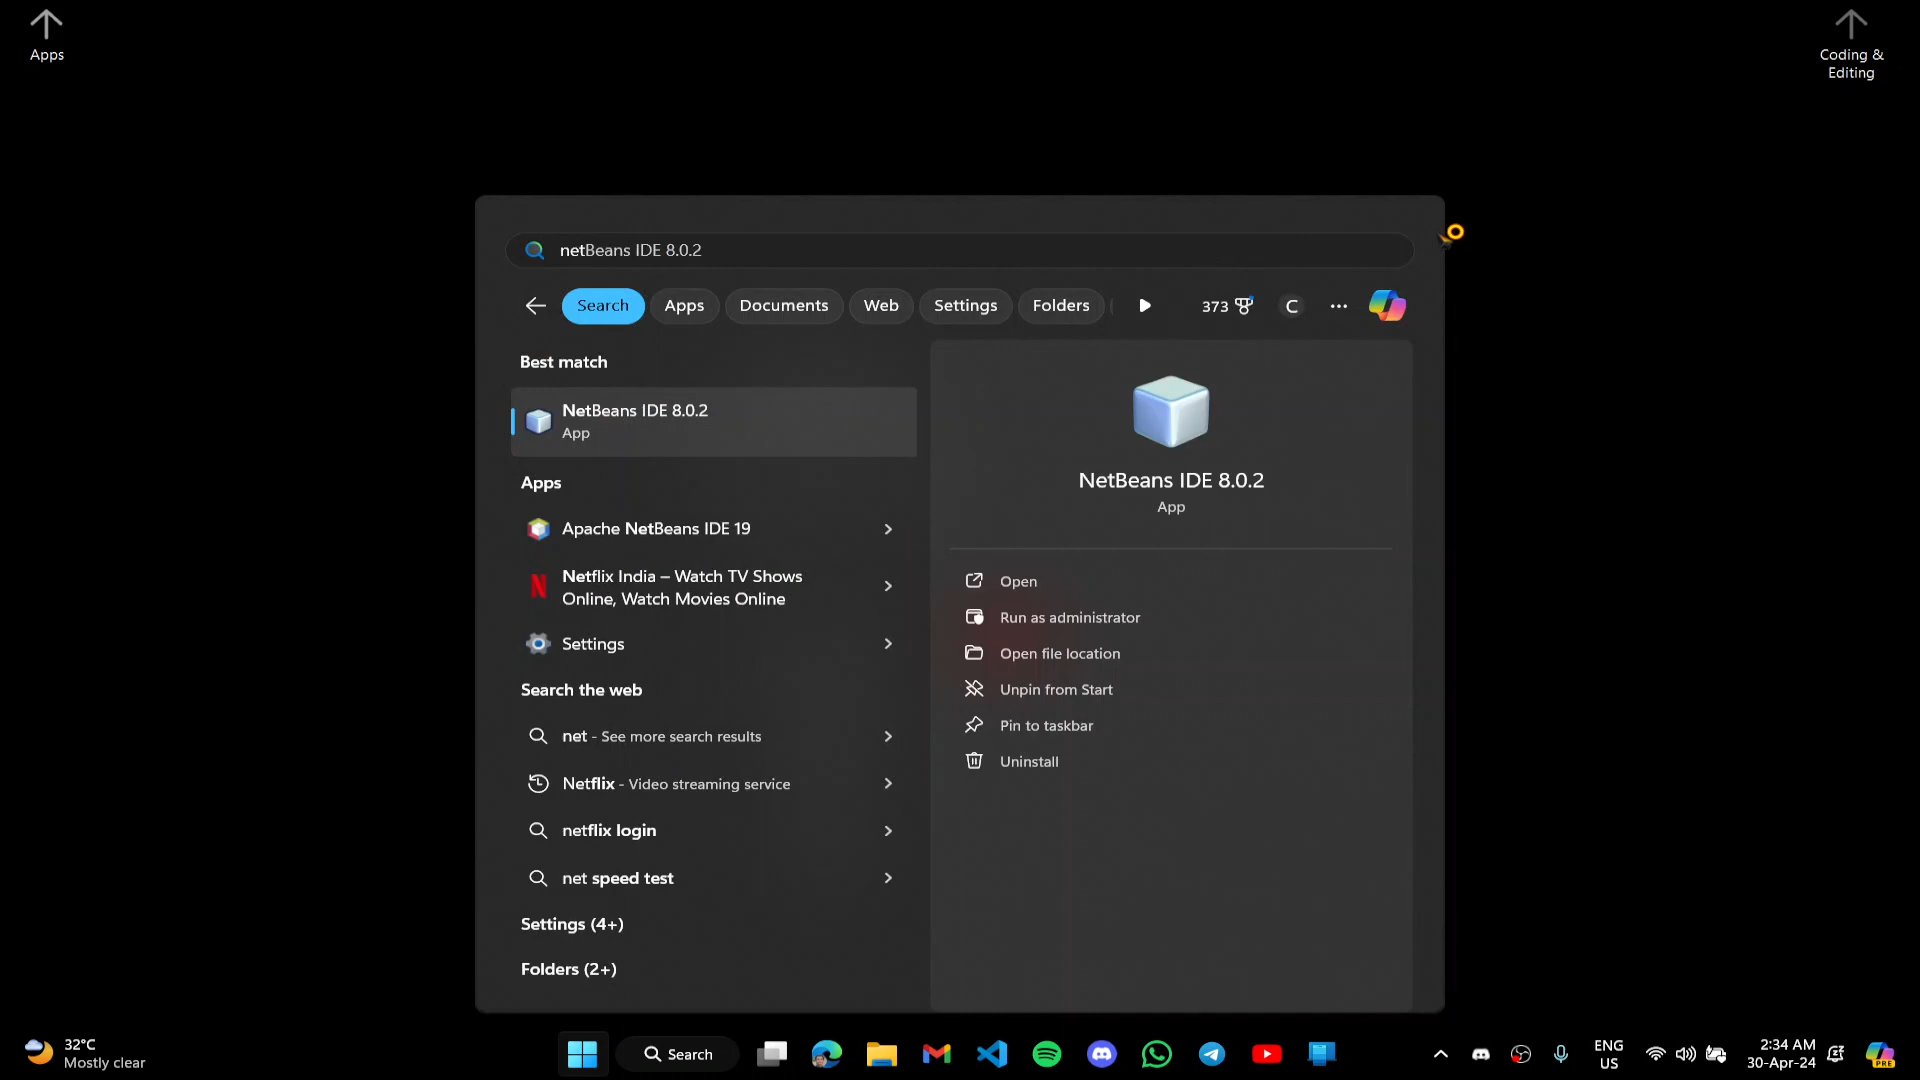 Apps
Coding &
Editing
netBeans IDE 8.0.2
Search
Apps
Documents
Web
Settings
Folders
373
C
Best match
NetBeans IDE 8.0.2
App
Apps
Apache NetBeans IDE 19
Netflix India – Watch TV Shows
Online, Watch Movies Online
Settings
Search the web
net - See more search results
Netflix - Video streaming service
netflix login
net speed test
Settings (4+)
Folders (2+)
NetBeans IDE 8.0.2
App
Open
Run as administrator
Open file location
Unpin from Start
Pin to taskbar
Uninstall
32°C
Mostly clear
Search
ENG
US
2:34 AM
30-Apr-24
PRE